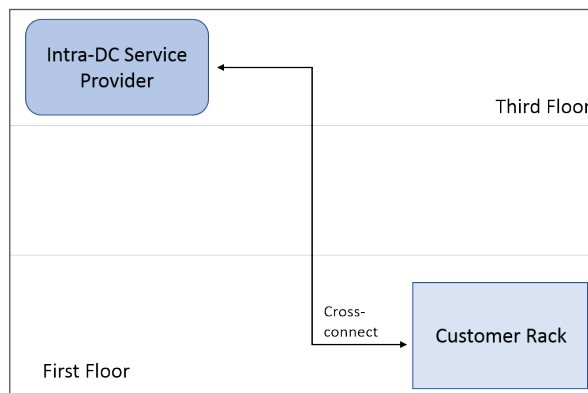 Intra-DC Service
Provider
Third Floor
Cross-
connect
Customer Rack
First Floor